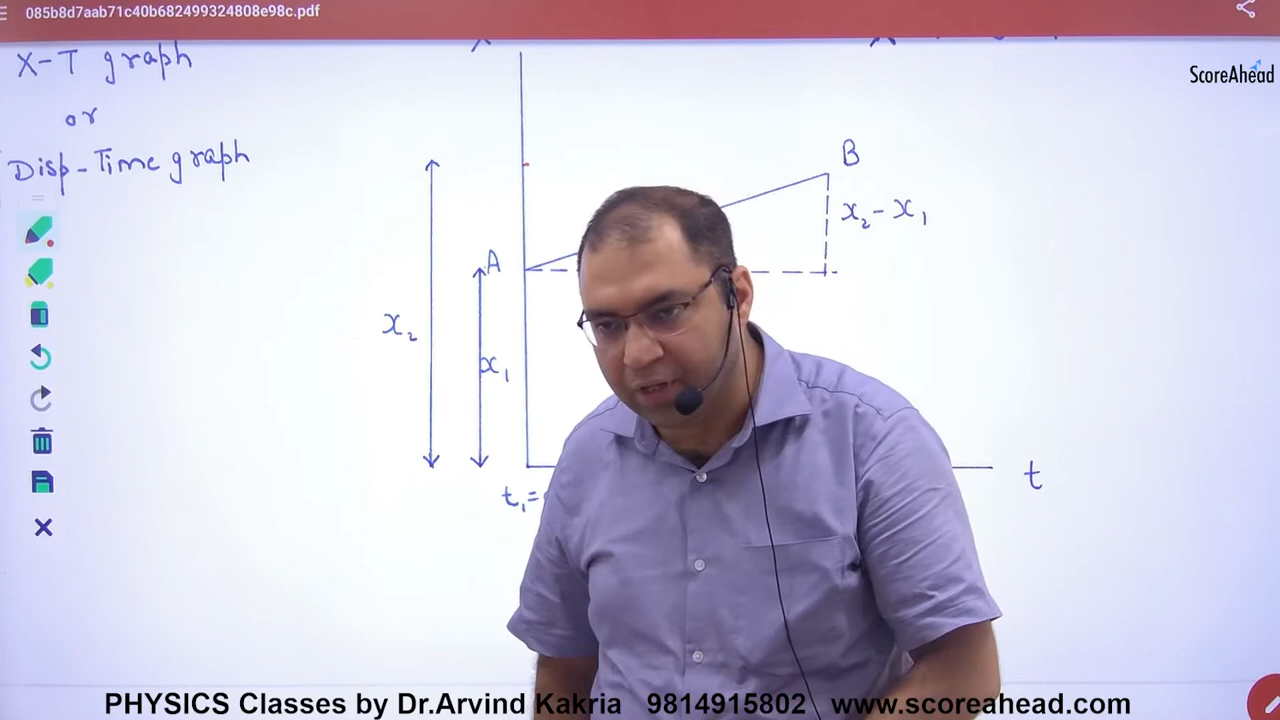 085b8d7aab71c40b682499324808e98c.pdf
X-T graph
or
Disp-Time graph
ScoreAhead
B
x₂ - x₁
A
x₂
x₁
t
t₁=
PHYSICS Classes by Dr.Arvind Kakria 9814915802 www.scoreahead.com